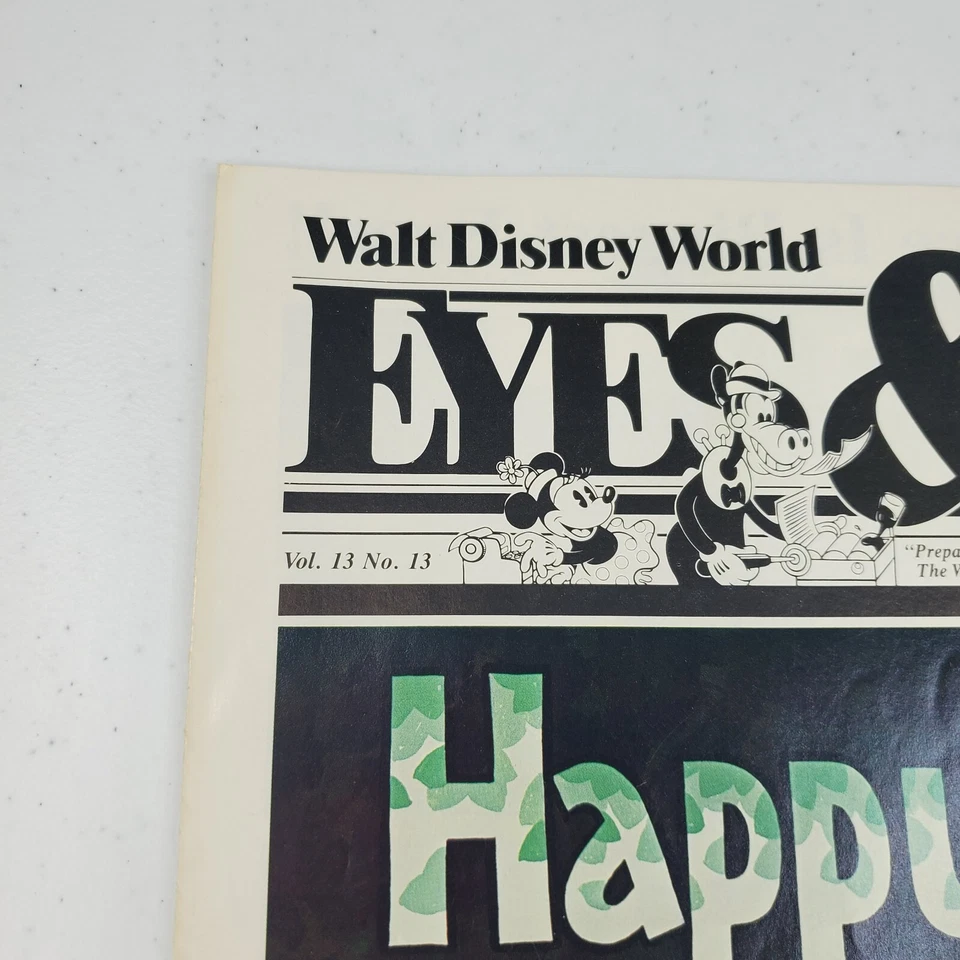 Walt Disney World
EYES &
Vol. 13 No. 13
"Prepa
The W
Happy